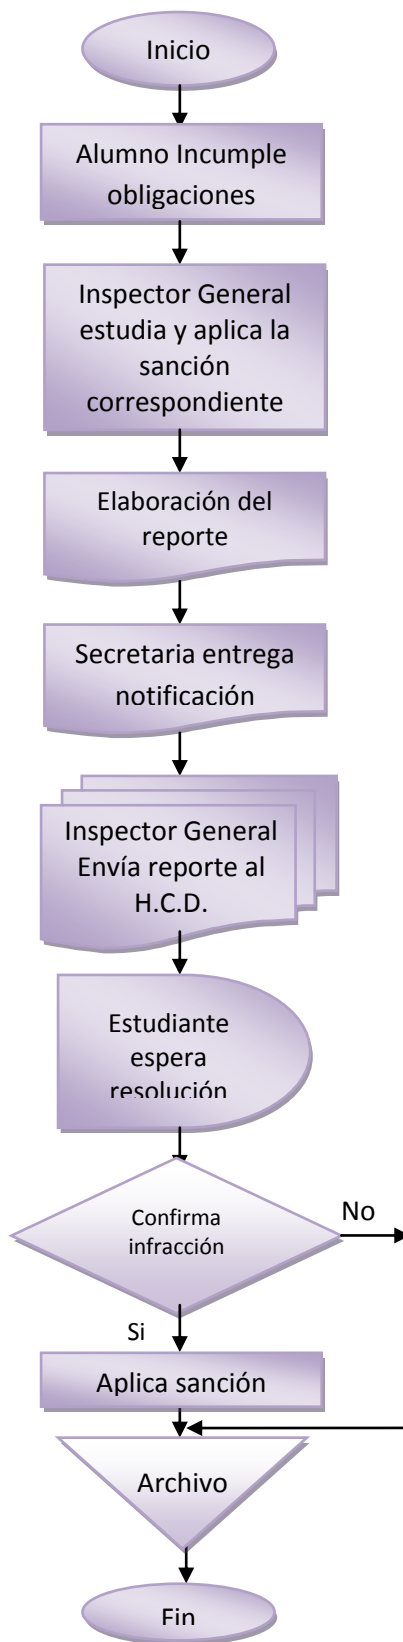 Inicio
Alumno Incumple
obligaciones
Inspector General
estudia y aplica la
sanción
correspondiente
Elaboración del
reporte
Secretaria entrega
notificación
Inspector General
Envía reporte al
H.C.D.
Estudiante
espera
resolución
Confirma
infracción
No
Si
Aplica sanción
Archivo
Fin